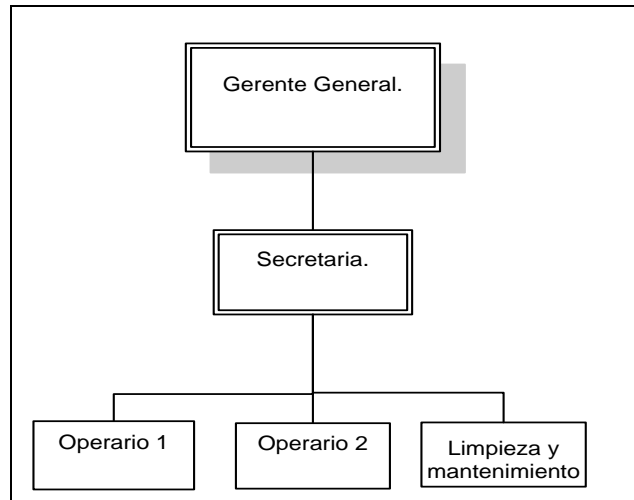 Gerente General.
Secretaria.
Operario 1
Operario 2
Limpieza y
mantenimiento